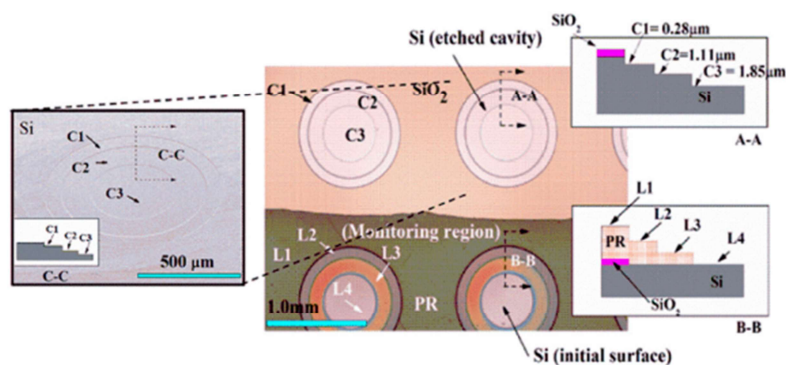 Si
C1
C2
C3
C-C
C1
C2
C3
C-C
500 μm
Si (etched cavity)
C1
C2
SiO2
A-A
C3
(Monitoring region)
L1
L2
L3
L4
B-B
PR
1.0mm
Si (initial surface)
SiO2
C1= 0.28μm
C2=1.11μm
C3 = 1.85μm
Si
A-A
L1
L2
L3
L4
PR
Si
SiO2
B-B